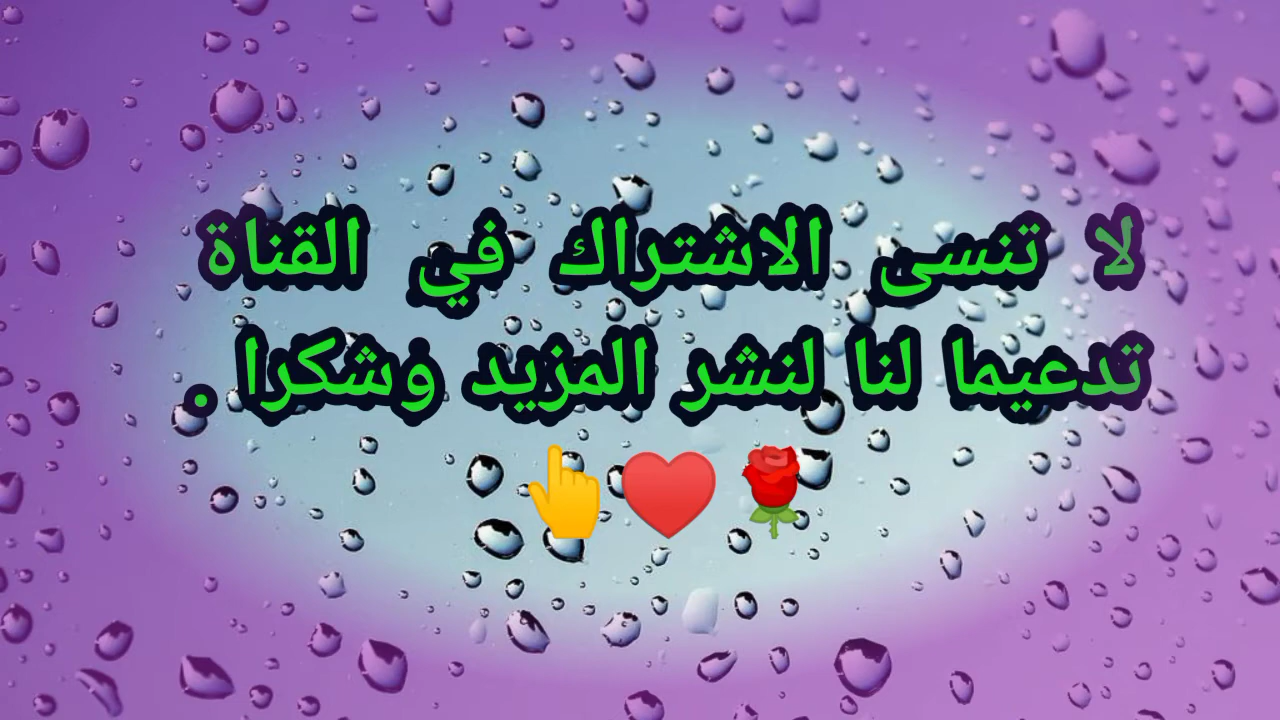 لا تنسى الاشتراك في القناة
تدعيما لنا لنشر المزيد وشكرا .
👆❤️🌹